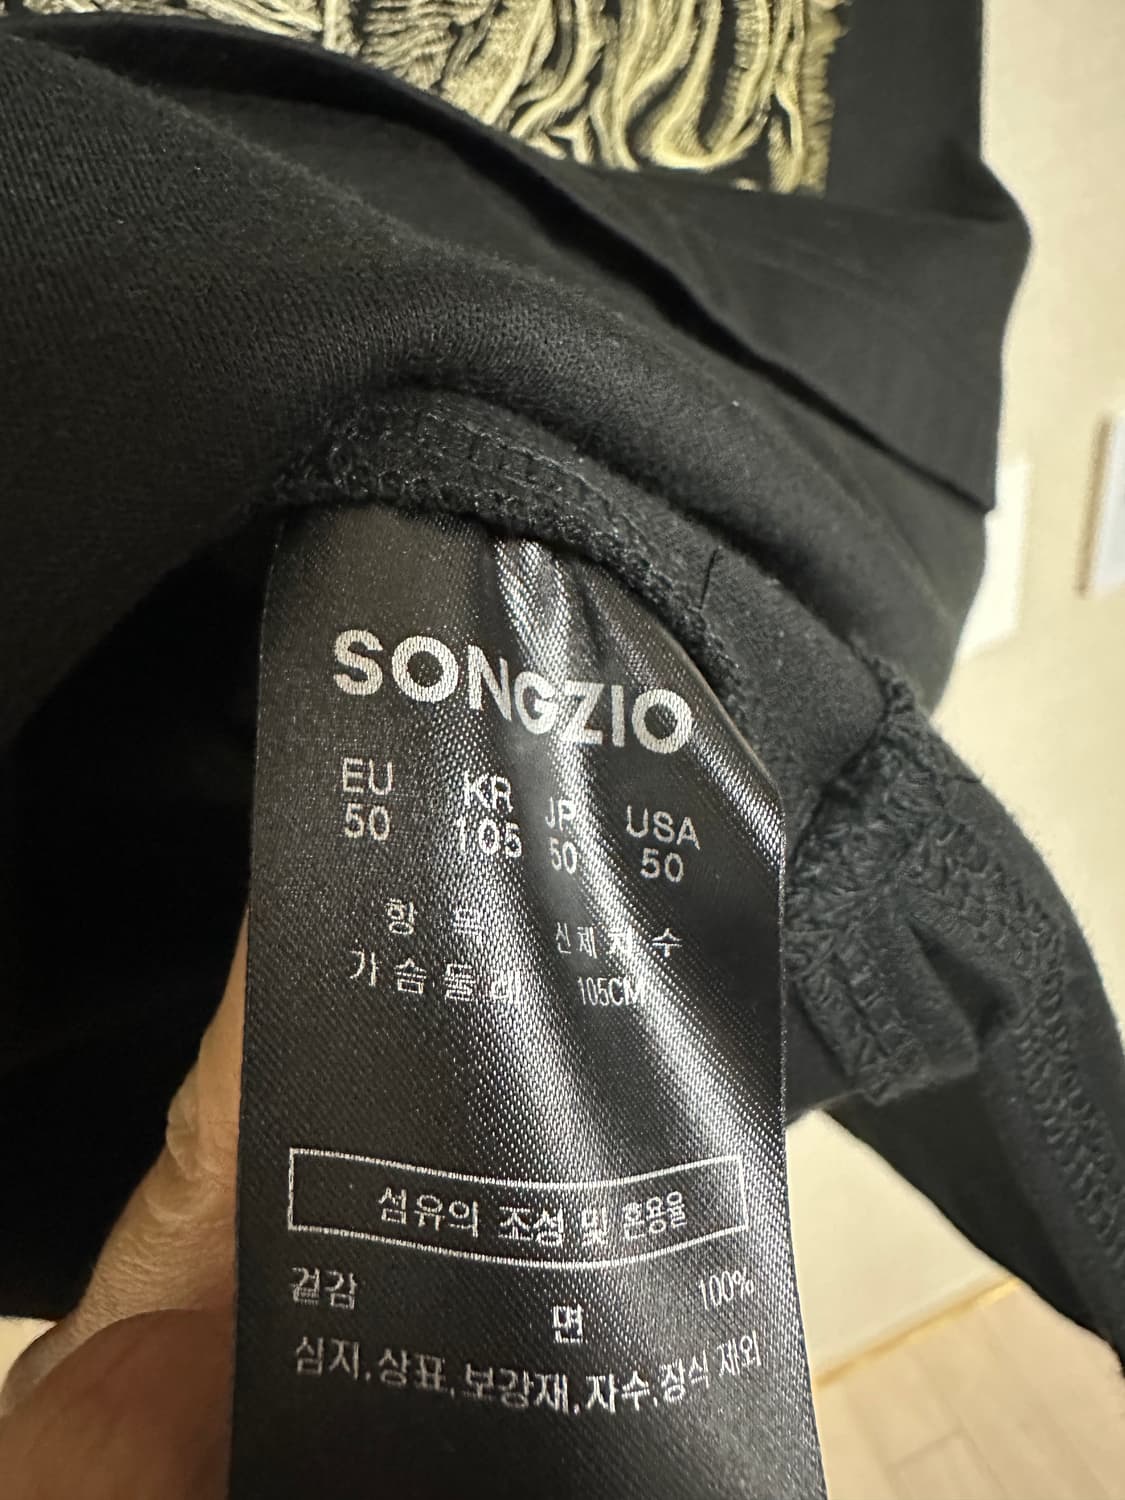 SONGZIO
EU KR JP USA
50 105 50 50
항 목 신체치수
가슴둘레 105CM
섬유의 조성 및 혼용율
겉감 면 100%
심지,상표,보강재,자수,장식 제외